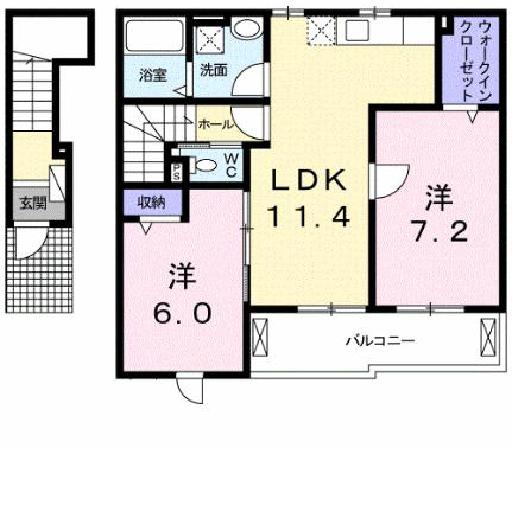 浴室
洗面
ウォークイン
クローゼット
ホール
WC
PS
玄関
収納
LDK
11.4
洋
7.2
洋
6.0
バルコニー